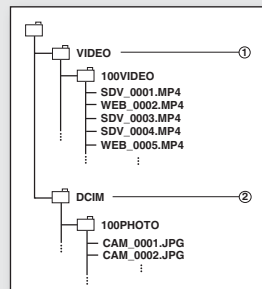 VIDEO ①
100VIDEO
SDV_0001.MP4
WEB_0002.MP4
SDV_0003.MP4
SDV_0004.MP4
WEB_0005.MP4
DCIM ②
100PHOTO
CAM_0001.JPG
CAM_0002.JPG